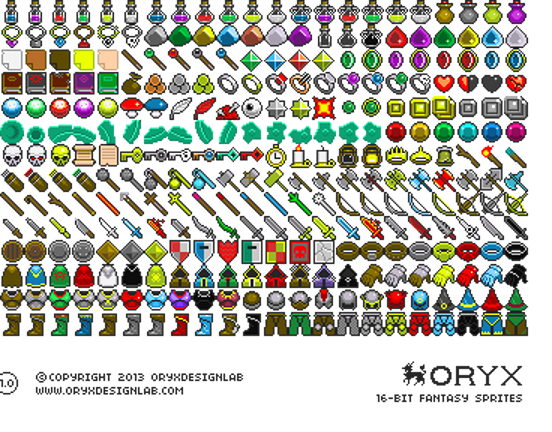 1.0
©COPYRIGHT 2013 ORYXDESIGNLAB
WWW.ORYXDESIGNLAB.COM
ORYX
16-BIT FANTASY SPRITES